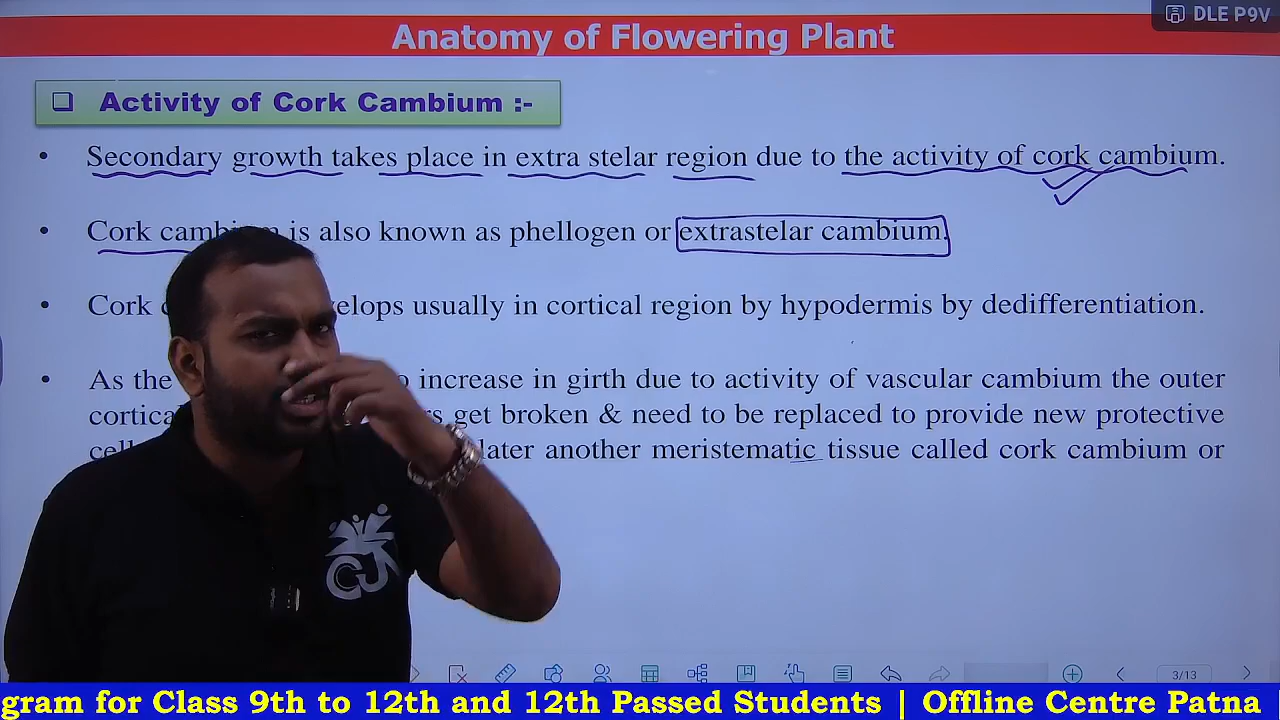 DLE P9V
Anatomy of Flowering Plant
❑ Activity of Cork Cambium :-
• Secondary growth takes place in extra stelar region due to the activity of cork cambium.
• Cork cambium is also known as phellogen or extrastelar cambium.
• Cork velops usually in cortical region by hypodermis by dedifferentiation.
• As the increase in girth due to activity of vascular cambium the outer
get broken & need to be replaced to provide new protective
later another meristematic tissue called cork cambium or
CJK
3/13
gram for Class 9th to 12th and 12th Passed Students | Offline Centre Patna